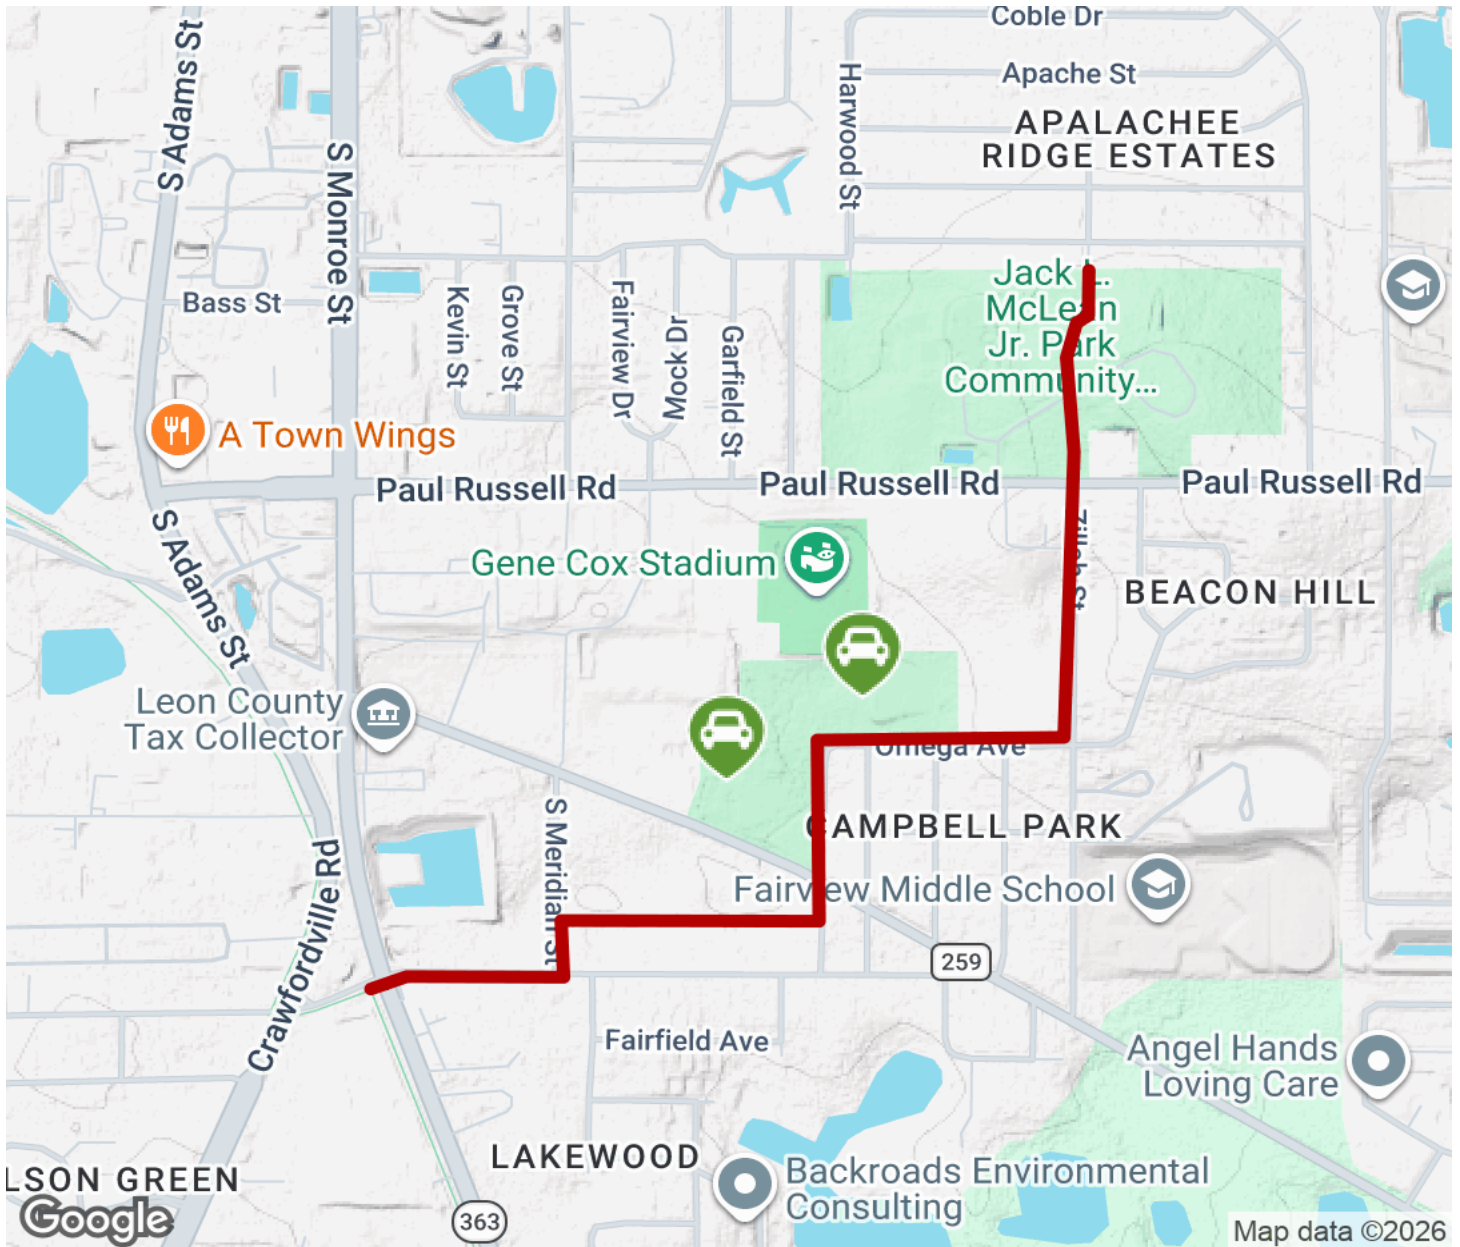 Coble Dr
Apache St
APALACHEE
RIDGE ESTATES
S Adams St
S Monroe St
Harwood St
Bass St
Kevin St
Grove St
Fairview Dr
Mock Dr
Garfield St
Jack L.
McLean
Jr. Park
Community...
A Town Wings
Paul Russell Rd
Paul Russell Rd
Paul Russell Rd
S Adams St
Gene Cox Stadium
BEACON HILL
Leon County
Tax Collector
Omega Ave
S Meridian St
CAMPBELL PARK
Crawfordville Rd
Fairview Middle School
259
Fairfield Ave
Angel Hands
Loving Care
LAKEWOOD
Backroads Environmental
Consulting
LSON GREEN
Google
363
Map data ©2026